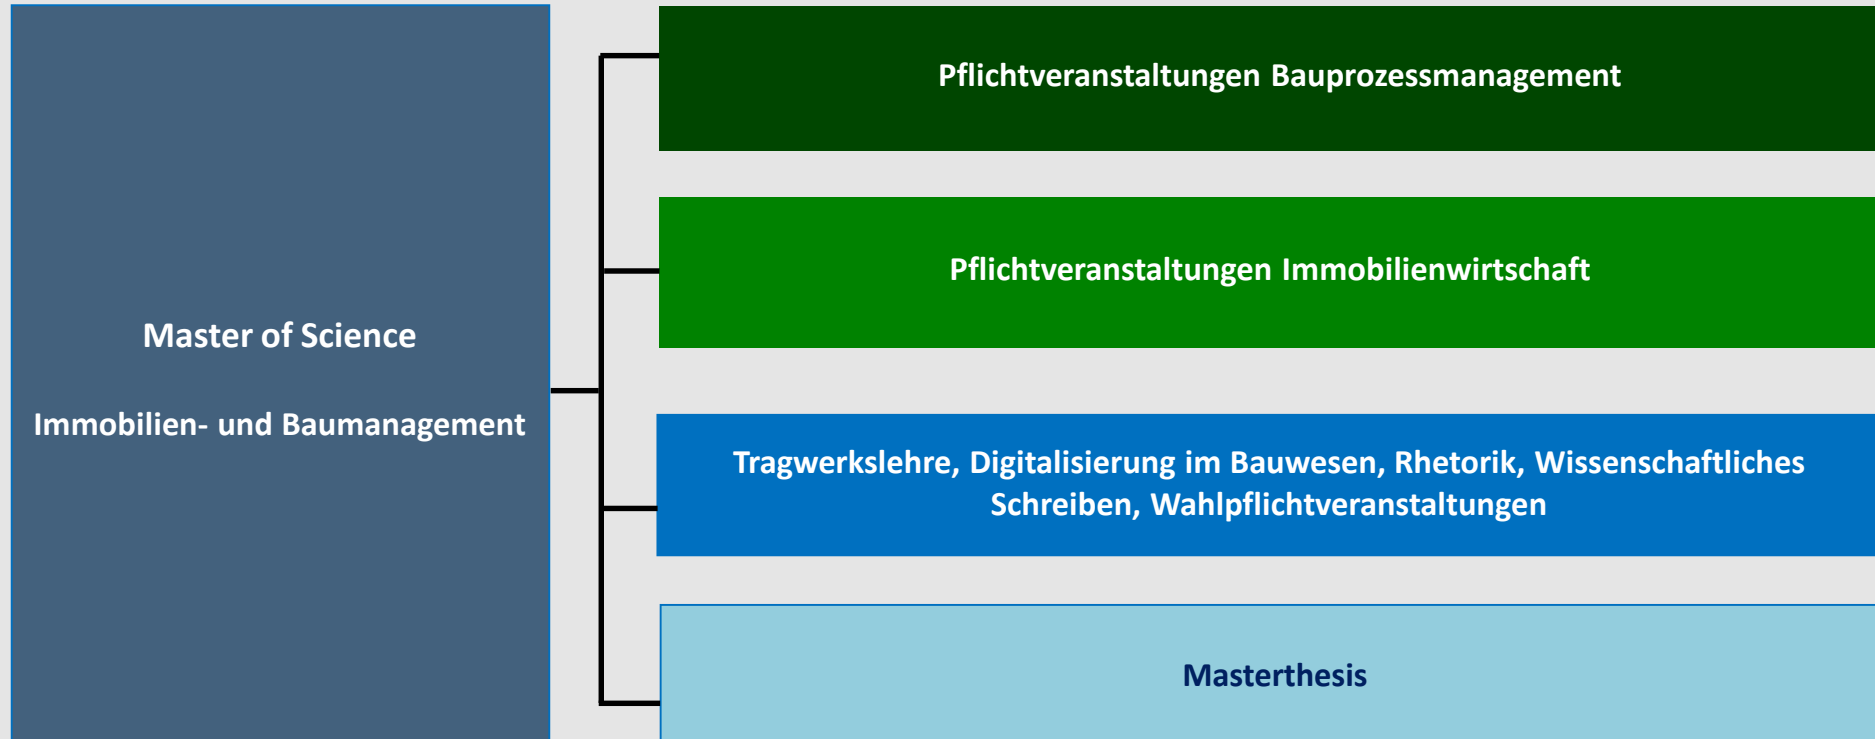 Master of Science
Immobilien- und Baumanagement
Pflichtveranstaltungen Bauprozessmanagement
Pflichtveranstaltungen Immobilienwirtschaft
Tragwerkslehre, Digitalisierung im Bauwesen, Rhetorik, Wissenschaftliches
Schreiben, Wahlpflichtveranstaltungen
Masterthesis